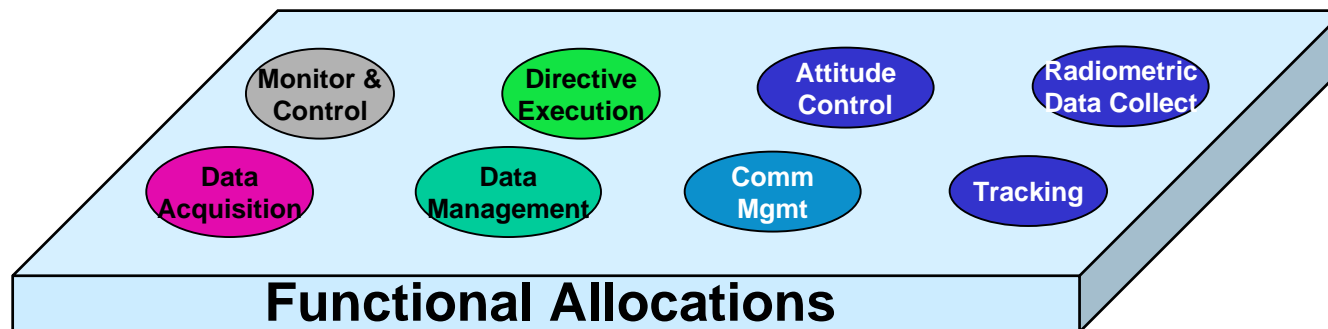 Monitor &
Control
Directive
Execution
Attitude
Control
Radiometric
Data Collect
Data
Acquisition
Data
Management
Comm
Mgmt
Tracking
Functional Allocations